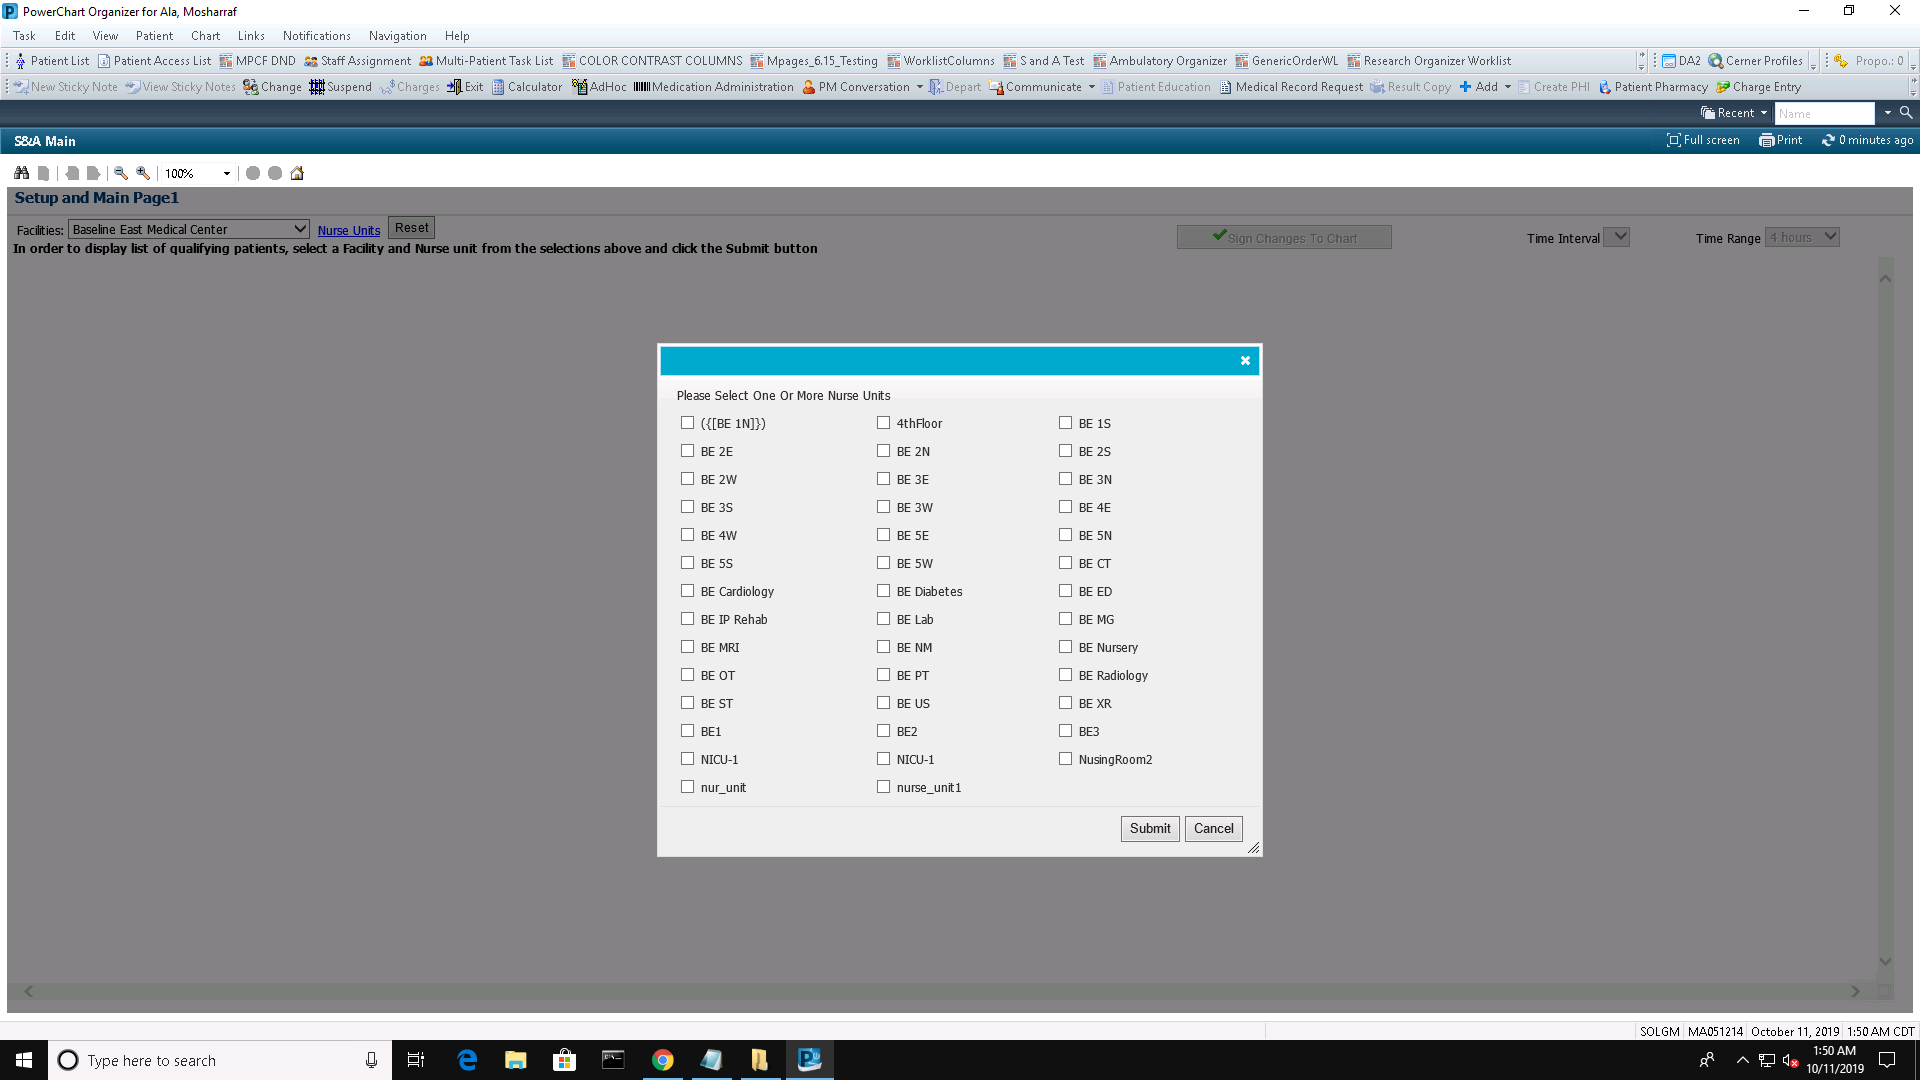 PowerChart Organizer for Ala, Mosharraf
Task Edit View Patient Chart Links Notifications Navigation Help
Patient List Patient Access List MPCF DND Staff Assignment Multi-Patient Task List COLOR CONTRAST COLUMNS Mpages_6.15_Testing WorklistColumns S and A Test Ambulatory Organizer GenericOrderWL Research Organizer Worklist DA2 Cerner Profiles Propo.: 0
New Sticky Note View Sticky Notes Change Suspend Charges Exit Calculator AdHoc Medication Administration PM Conversation Depart Communicate Patient Education Medical Record Request Result Copy Add Create PHI Patient Pharmacy Charge Entry
Recent Name
S&A Main Full screen Print 0 minutes ago
100%
Setup and Main Page1
Facilities: Baseline East Medical Center Nurse Units Reset
In order to display list of qualifying patients, select a Facility and Nurse unit from the selections above and click the Submit button
Sign Changes To Chart Time Interval Time Range 4 hours
Please Select One Or More Nurse Units
({[BE 1N]}) 4thFloor BE 1S
BE 2E BE 2N BE 2S
BE 2W BE 3E BE 3N
BE 3S BE 3W BE 4E
BE 4W BE 5E BE 5N
BE 5S BE 5W BE CT
BE Cardiology BE Diabetes BE ED
BE IP Rehab BE Lab BE MG
BE MRI BE NM BE Nursery
BE OT BE PT BE Radiology
BE ST BE US BE XR
BE1 BE2 BE3
NICU-1 NICU-1 NusingRoom2
nur_unit nurse_unit1
Submit Cancel
SOLGM MA051214 October 11, 2019 1:50 AM CDT
Type here to search
1:50 AM
10/11/2019